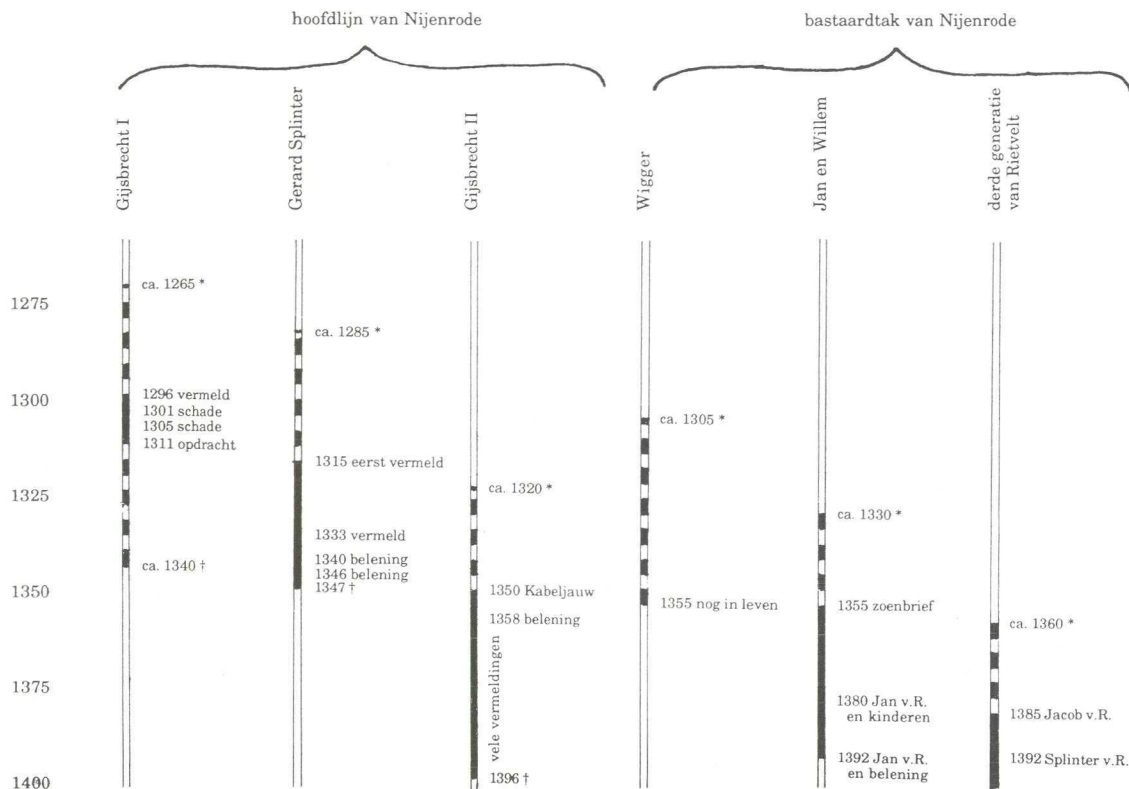 hoofdlijn van Nijenrode
bastaardtak van Nijenrode
Gijsbrecht I
Gerard Splinter
Gijsbrecht II
Wigger
Jan en Willem
derde generatie
van Rietvelt
1275
1300
1325
1350
1375
1400
ca. 1265 *
1296 vermeld
1301 schade
1305 schade
1311 opdracht
ca. 1340 †
ca. 1285 *
1315 eerst vermeld
1333 vermeld
1340 belening
1346 belening
1347 †
ca. 1320 *
1350 Kabeljauw
1358 belening
vele vermeldingen
1396 †
ca. 1305 *
1355 nog in leven
ca. 1330 *
1355 zoenbrief
1380 Jan v.R.
en kinderen
1392 Jan v.R.
en belening
ca. 1360 *
1385 Jacob v.R.
1392 Splinter v.R.